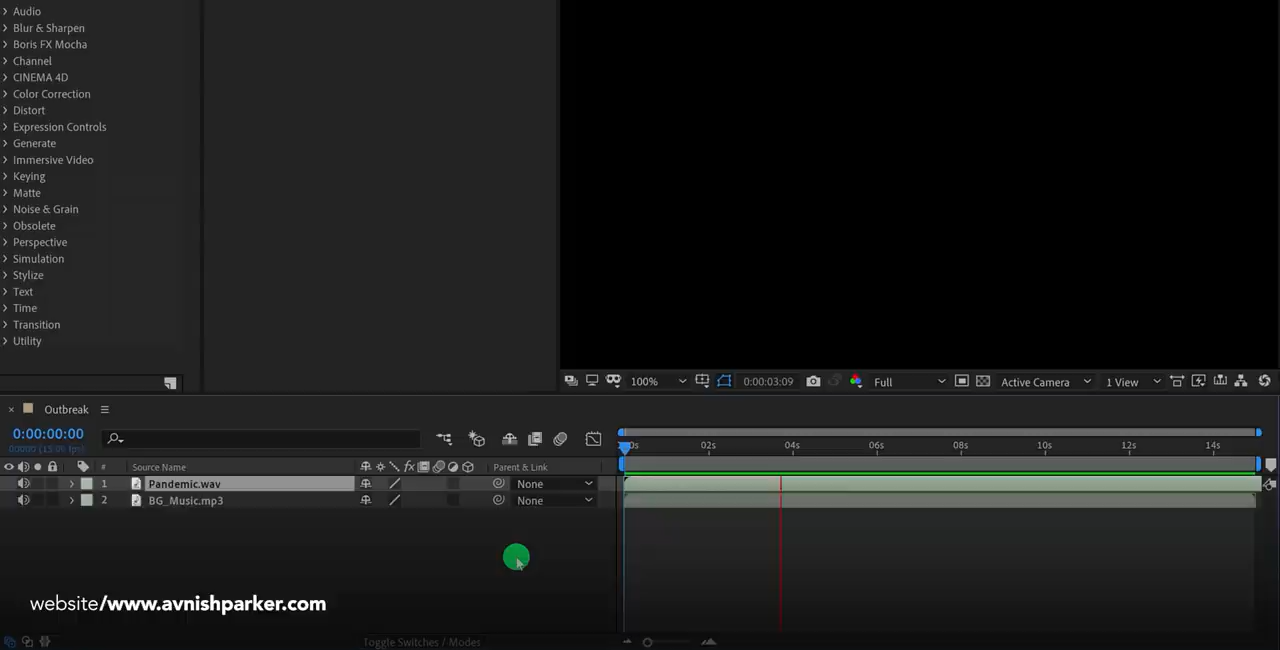 Audio
Blur & Sharpen
Boris FX Mocha
Channel
CINEMA 4D
Color Correction
Distort
Expression Controls
Generate
Immersive Video
Keying
Matte
Noise & Grain
Obsolete
Perspective
Simulation
Stylize
Text
Time
Transition
Utility
100% 0:00:03:09 Full Active Camera 1 View
Outbreak
0:00:00:00
02s 04s 06s 08s 10s 12s 14s
# Source Name fx Parent & Link
1 Pandemic.wav None
2 BG_Music.mp3 None
website/www.avnishparker.com
Toggle Switches / Modes